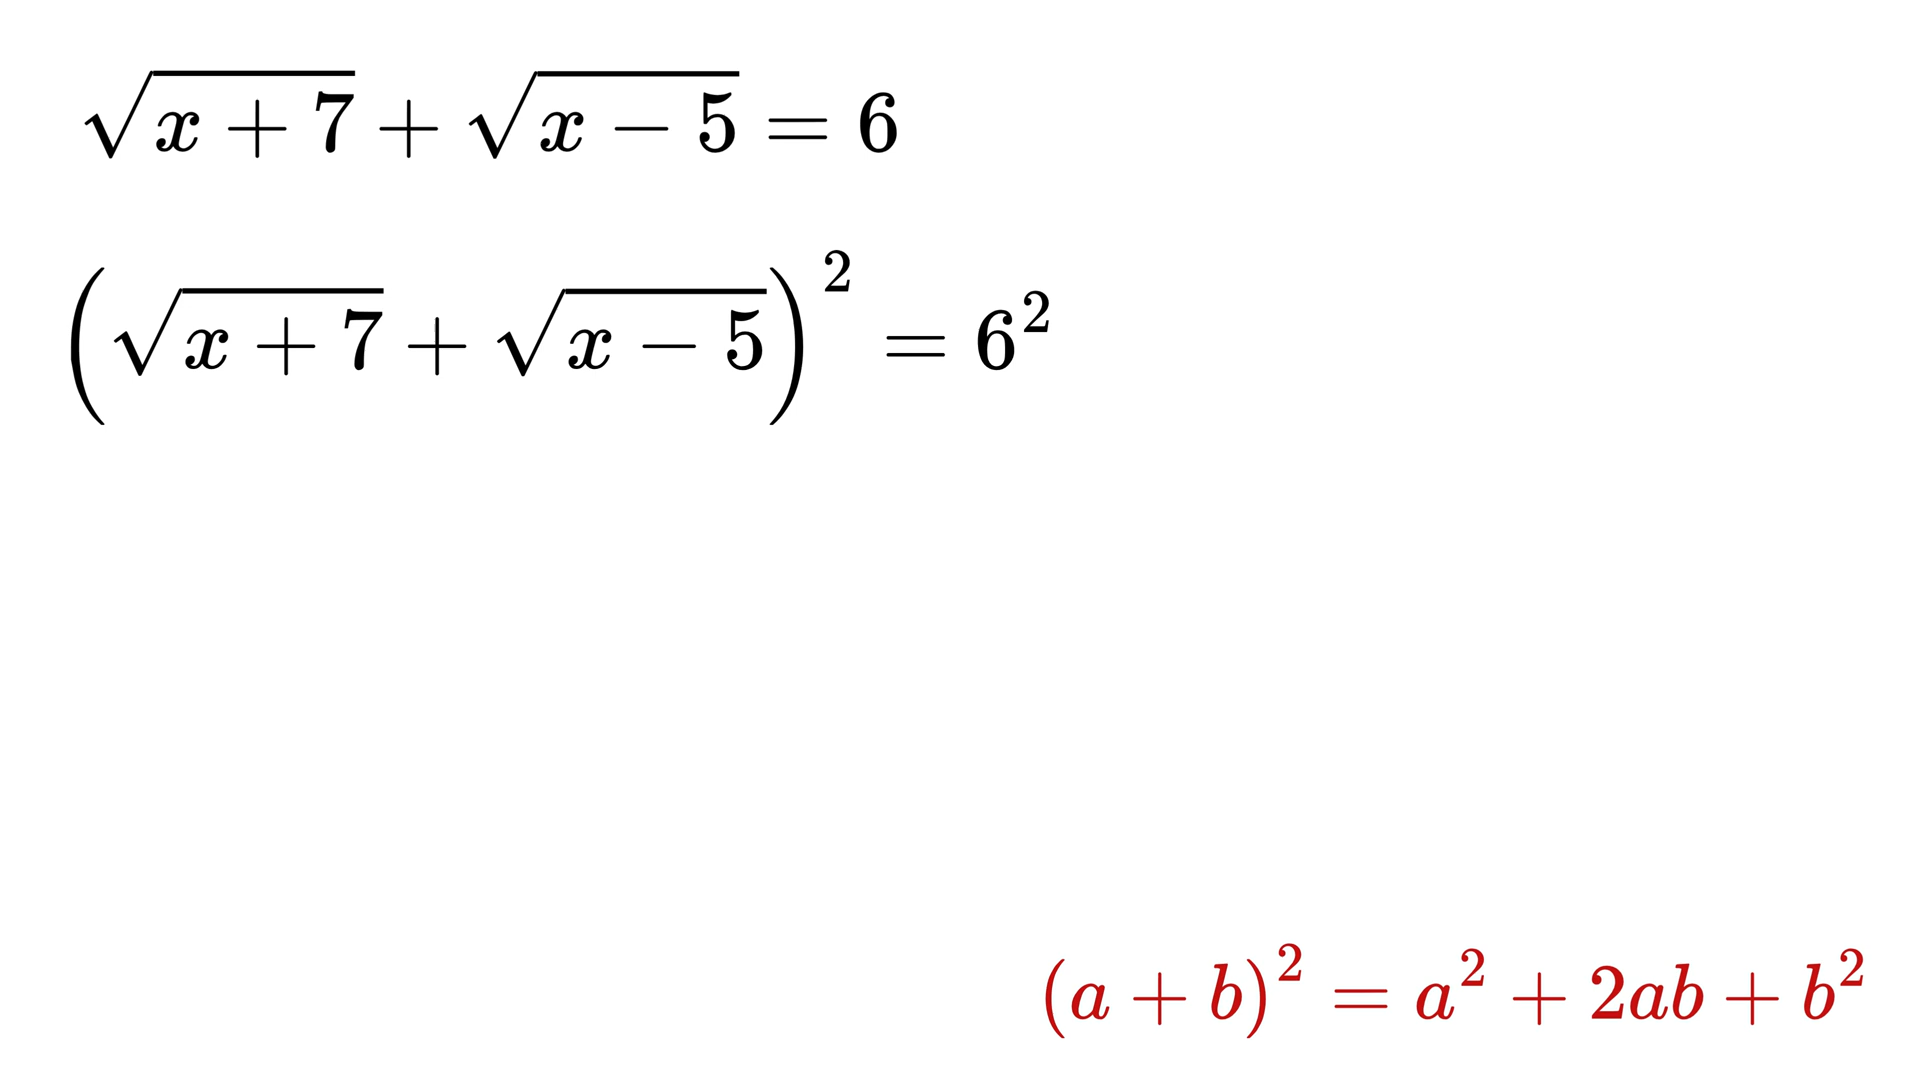 √(x + 7) + √(x − 5) = 6
(√(x + 7) + √(x − 5))² = 6²
(a + b)² = a² + 2ab + b²